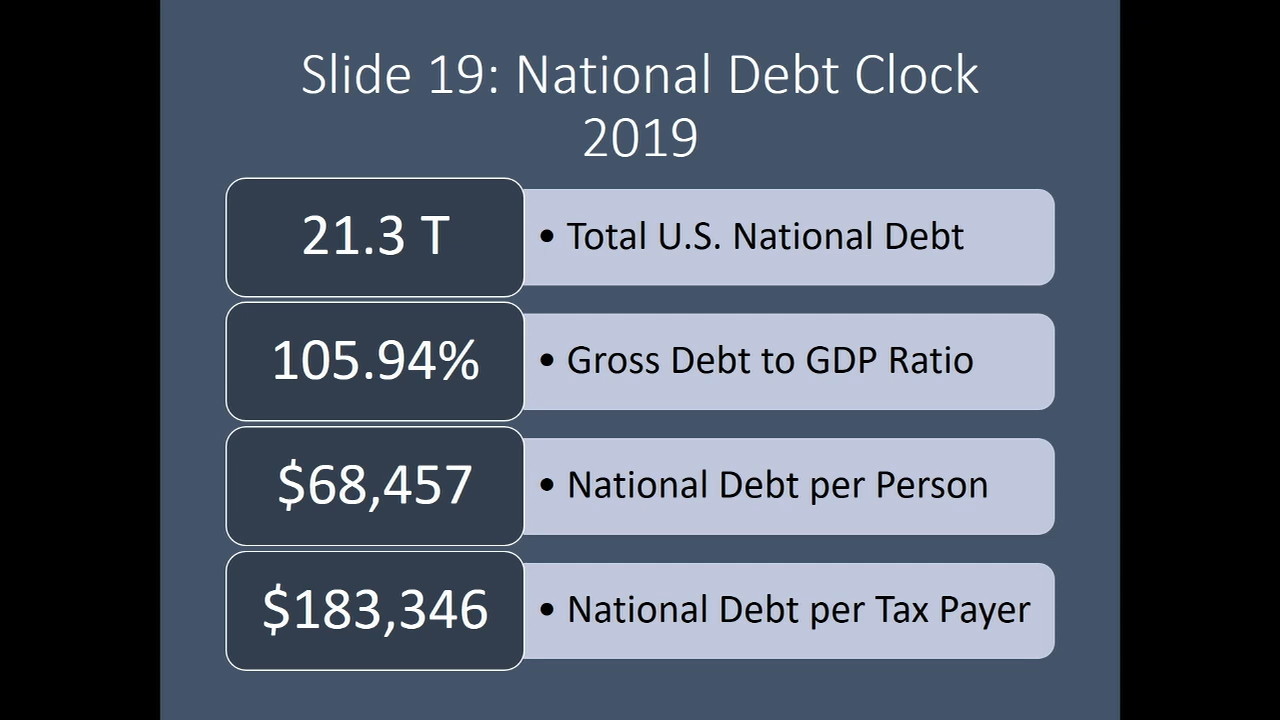 Slide 19: National Debt Clock
2019
21.3 T
• Total U.S. National Debt
105.94%
• Gross Debt to GDP Ratio
$68,457
• National Debt per Person
$183,346
• National Debt per Tax Payer